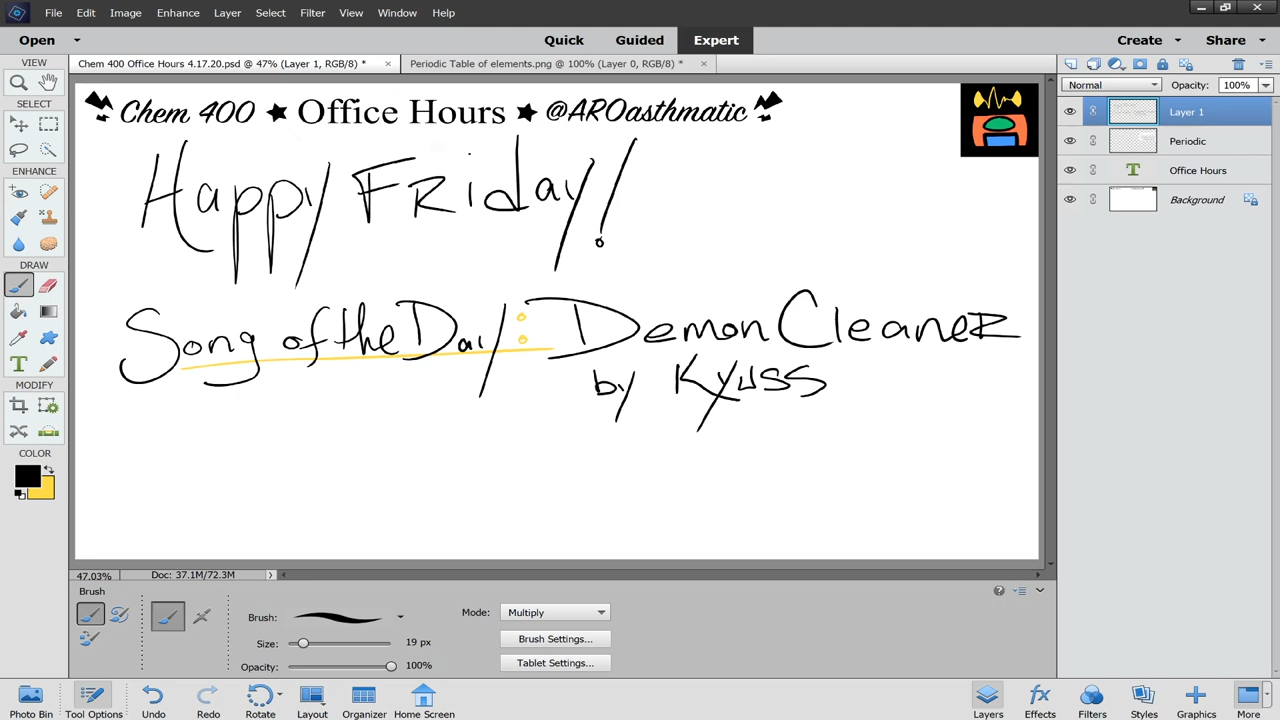 File Edit Image Enhance Layer Select Filter View Window Help
Open Quick Guided Expert Create Share
VIEW
Chem 400 Office Hours 4.17.20.psd @ 47% (Layer 1, RGB/8) * Periodic Table of elements.png @ 100% (Layer 0, RGB/8) *
Normal Opacity: 100%
Chem 400 ★ Office Hours ★ @AROasthmatic
Layer 1
SELECT
Happy FRiday!
Periodic
ENHANCE
T Office Hours
Background
DRAW
Song of the Day: Demon CleaneR
by Kyuss
MODIFY
COLOR
47.03% Doc: 37.1M/72.3M
Brush
Brush: Mode: Multiply
Size: 19 px Brush Settings...
Opacity: 100% Tablet Settings...
Photo Bin Tool Options Undo Redo Rotate Layout Organizer Home Screen Layers Effects Filters Styles Graphics More